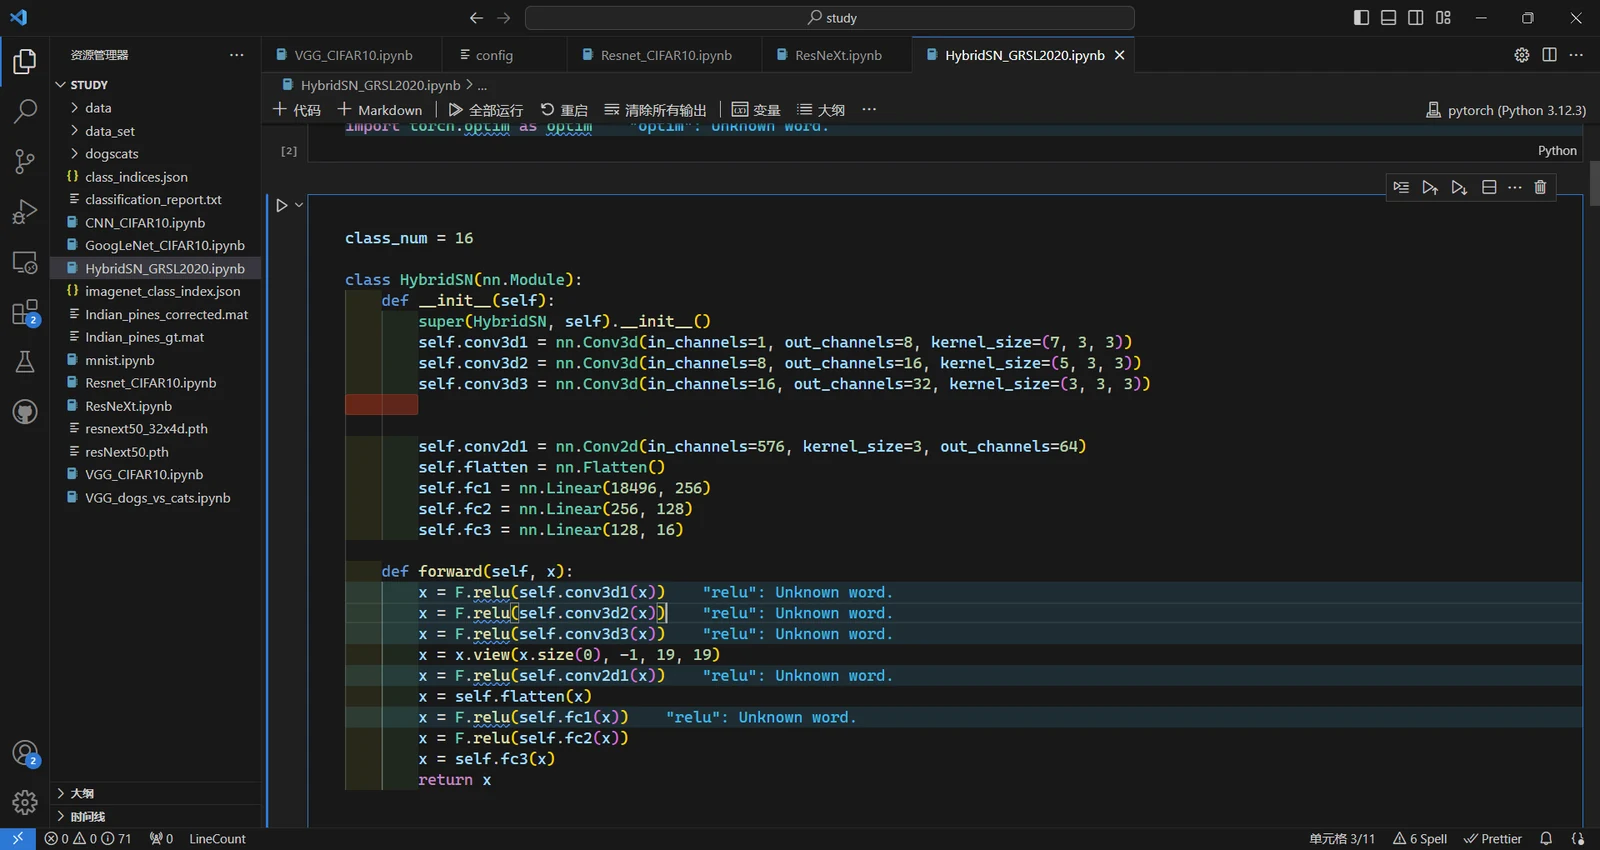 study
资源管理器
VGG_CIFAR10.ipynb
config
Resnet_CIFAR10.ipynb
ResNeXt.ipynb
HybridSN_GRSL2020.ipynb
STUDY
data
data_set
dogscats
class_indices.json
classification_report.txt
CNN_CIFAR10.ipynb
GoogLeNet_CIFAR10.ipynb
HybridSN_GRSL2020.ipynb
imagenet_class_index.json
Indian_pines_corrected.mat
Indian_pines_gt.mat
mnist.ipynb
Resnet_CIFAR10.ipynb
ResNeXt.ipynb
resnext50_32x4d.pth
resNext50.pth
VGG_CIFAR10.ipynb
VGG_dogs_vs_cats.ipynb
大纲
时间线
2
2
HybridSN_GRSL2020.ipynb > ...
代码 Markdown 全部运行 重启 清除所有输出 变量 大纲 ...
pytorch (Python 3.12.3)
import torch.optim as optim "optim": Unknown word.
[2]
Python
class_num = 16
class HybridSN(nn.Module):
def __init__(self):
super(HybridSN, self).__init__()
self.conv3d1 = nn.Conv3d(in_channels=1, out_channels=8, kernel_size=(7, 3, 3))
self.conv3d2 = nn.Conv3d(in_channels=8, out_channels=16, kernel_size=(5, 3, 3))
self.conv3d3 = nn.Conv3d(in_channels=16, out_channels=32, kernel_size=(3, 3, 3))
self.conv2d1 = nn.Conv2d(in_channels=576, kernel_size=3, out_channels=64)
self.flatten = nn.Flatten()
self.fc1 = nn.Linear(18496, 256)
self.fc2 = nn.Linear(256, 128)
self.fc3 = nn.Linear(128, 16)
def forward(self, x):
x = F.relu(self.conv3d1(x)) "relu": Unknown word.
x = F.relu(self.conv3d2(x)) "relu": Unknown word.
x = F.relu(self.conv3d3(x)) "relu": Unknown word.
x = x.view(x.size(0), -1, 19, 19)
x = F.relu(self.conv2d1(x)) "relu": Unknown word.
x = self.flatten(x)
x = F.relu(self.fc1(x)) "relu": Unknown word.
x = F.relu(self.fc2(x))
x = self.fc3(x)
return x
0 0 71 0 LineCount
单元格 3/11 6 Spell Prettier